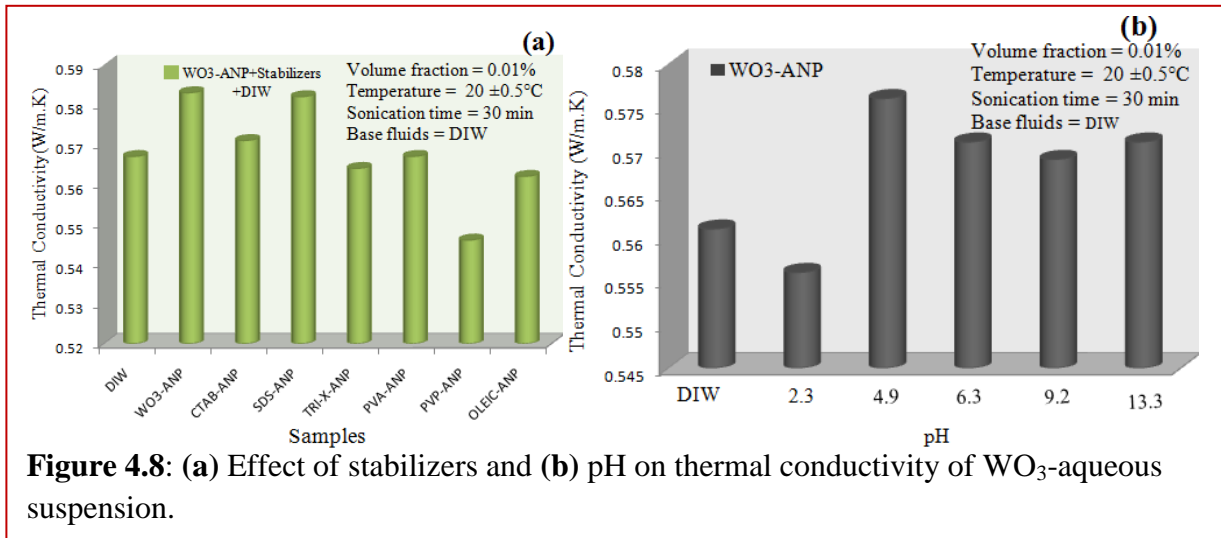 (a)
WO3-ANP+Stabilizers
+DIW
Volume fraction = 0.01%
Temperature = 20 ±0.5°C
Sonication time = 30 min
Base fluids = DIW
Thermal Conductivity (W/m.K)
0.59
0.58
0.57
0.56
0.55
0.54
0.53
0.52
DIW
WO3-ANP
CTAB-ANP
SDS-ANP
TRI-X-ANP
PVA-ANP
PVP-ANP
OLEIC-ANP
Samples
(b)
WO3-ANP
Volume fraction = 0.01%
Temperature = 20 ±0.5°C
Sonication time = 30 min
Base fluids = DIW
Thermal Conductivity (W/m.K)
0.58
0.575
0.57
0.565
0.56
0.555
0.55
0.545
DIW 2.3 4.9 6.3 9.2 13.3
pH
Figure 4.8: (a) Effect of stabilizers and (b) pH on thermal conductivity of WO₃-aqueous
suspension.